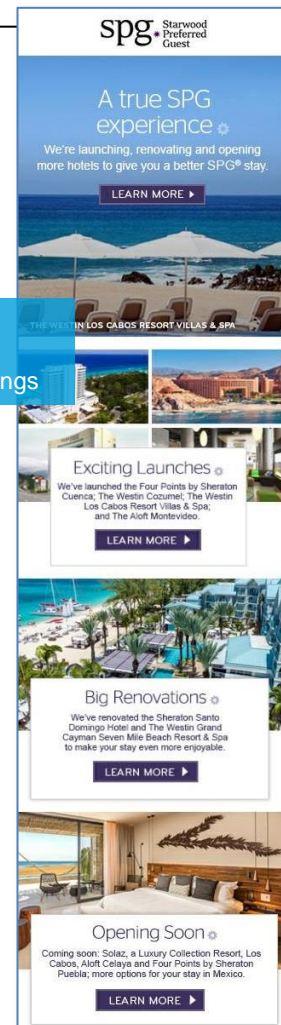 spg Starwood
Preferred
Guest
A true SPG
experience
We're launching, renovating and opening
more hotels to give you a better SPG® stay.
LEARN MORE
THE WESTIN LOS CABOS RESORT VILLAS & SPA
ngs
Exciting Launches
We've launched the Four Points by Sheraton
Cuenca; The Westin Cozumel; The Westin
Los Cabos Resort Villas & Spa;
and The Aloft Montevideo.
LEARN MORE
Big Renovations
We've renovated the Sheraton Santo
Domingo Hotel and The Westin Grand
Cayman Seven Mile Beach Resort & Spa
to make your stay even more enjoyable.
LEARN MORE
Opening Soon
Coming soon: Solaz, a Luxury Collection Resort, Los
Cabos, Aloft Celaya and Four Points by Sheraton
Puebla; more options for your stay in Mexico.
LEARN MORE